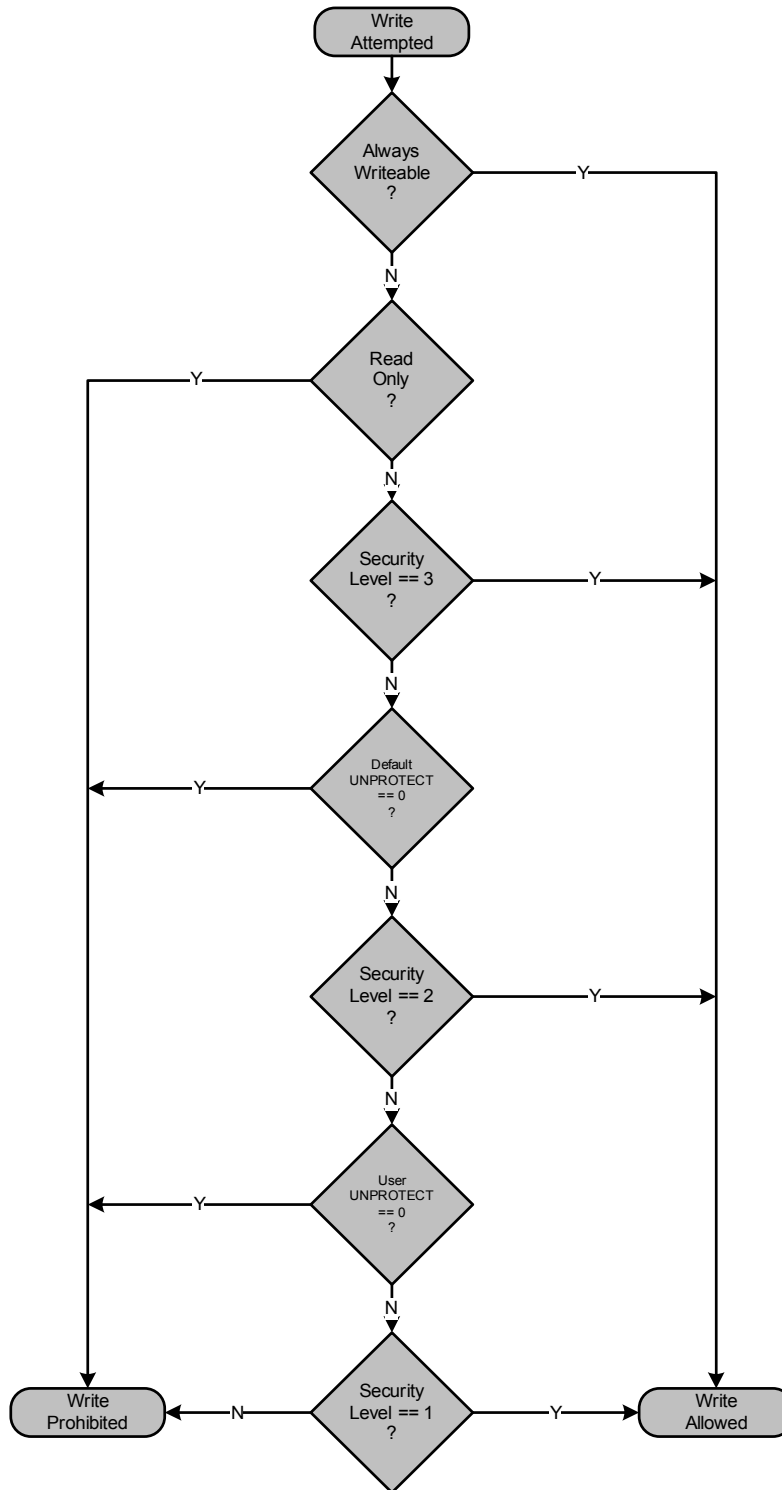 Write
Attempted
Always
Writeable
?
Y
N
Read
Only
?
Y
N
Security
Level == 3
?
Y
N
Default
UNPROTECT
== 0
?
Y
N
Security
Level == 2
?
Y
N
User
UNPROTECT
== 0
?
Y
N
Write
Prohibited
N
Security
Level == 1
?
Y
Write
Allowed